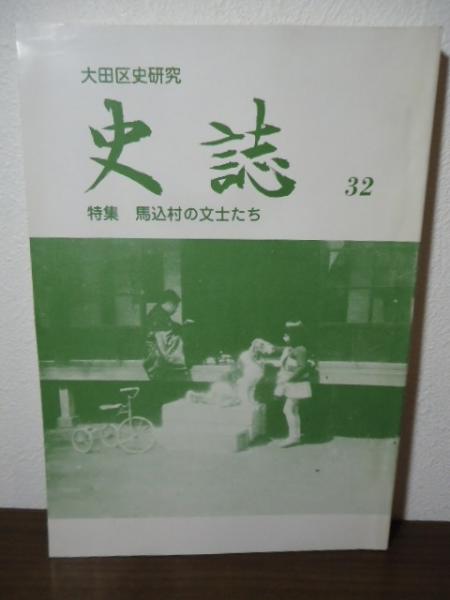 大田区史研究
史誌
32
特集 馬込村の文士たち